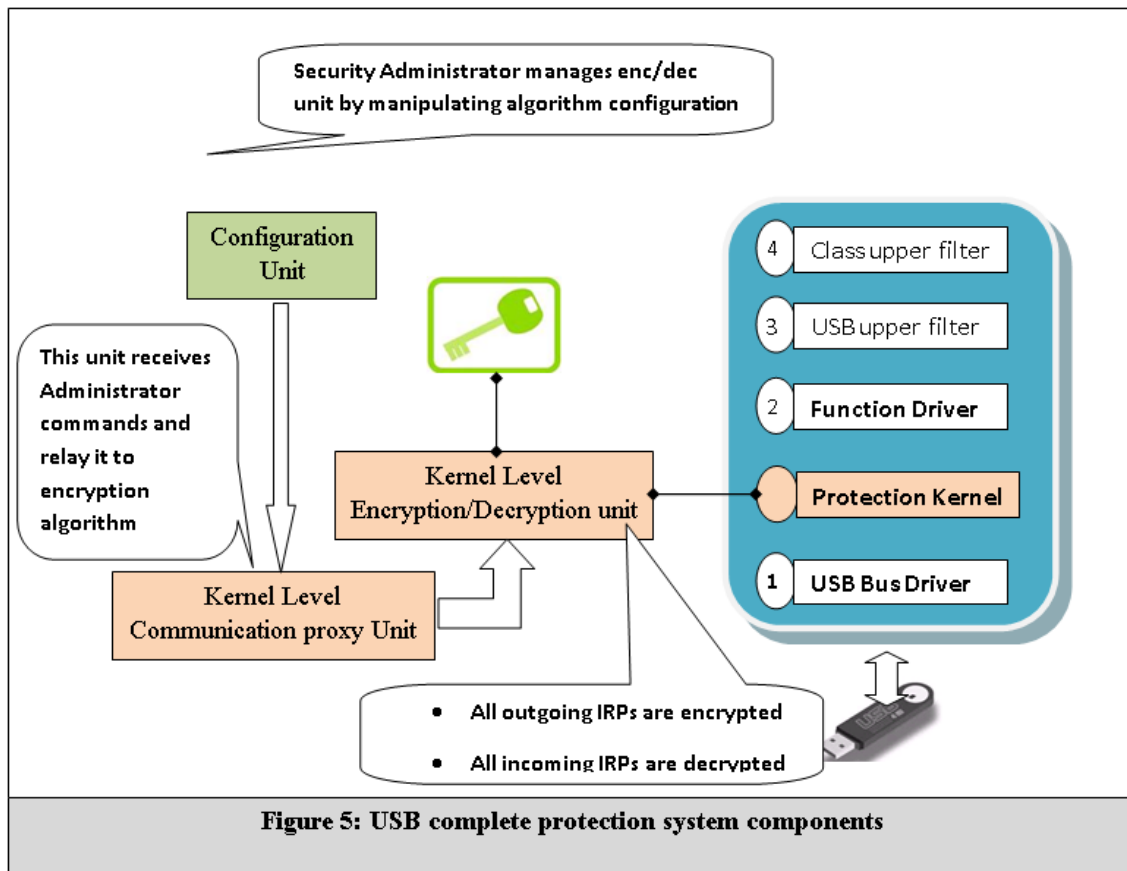 Security Administrator manages enc/dec
unit by manipulating algorithm configuration
Configuration
Unit
This unit receives
Administrator
commands and
relay it to
encryption
algorithm
Kernel Level
Encryption/Decryption unit
Kernel Level
Communication proxy Unit
4 Class upper filter
3 USB upper filter
2 Function Driver
Protection Kernel
1 USB Bus Driver
• All outgoing IRPs are encrypted
• All incoming IRPs are decrypted
USB
Figure 5: USB complete protection system components